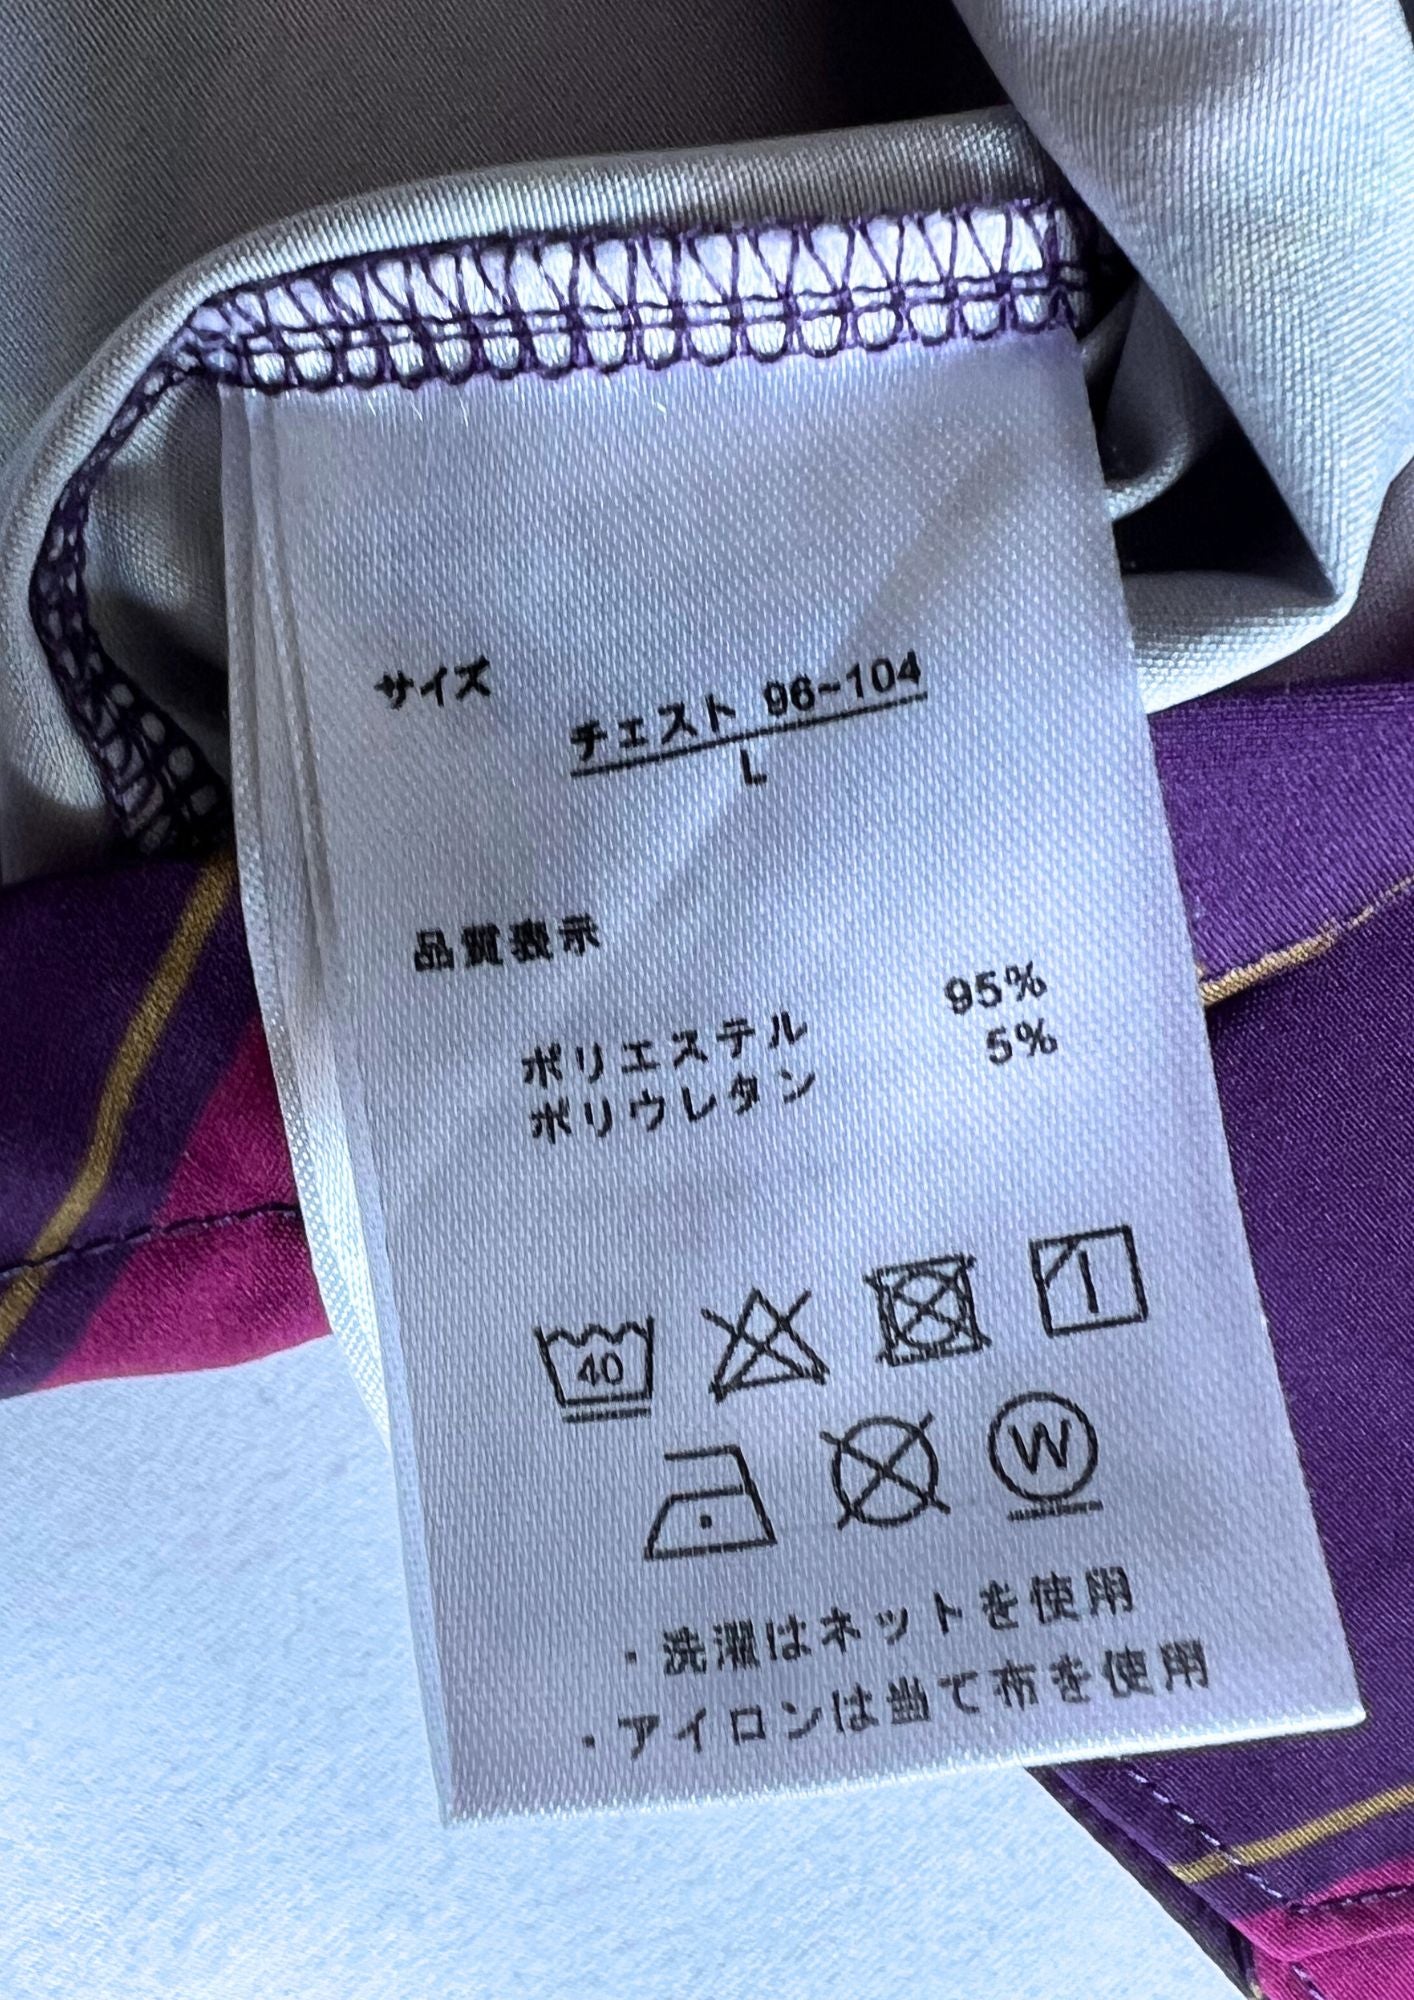 サイズ
チェスト 96~104
L
品質表示
ポリエステル 95%
ポリウレタン 5%
40
W
・洗濯はネットを使用
・アイロンは当て布を使用